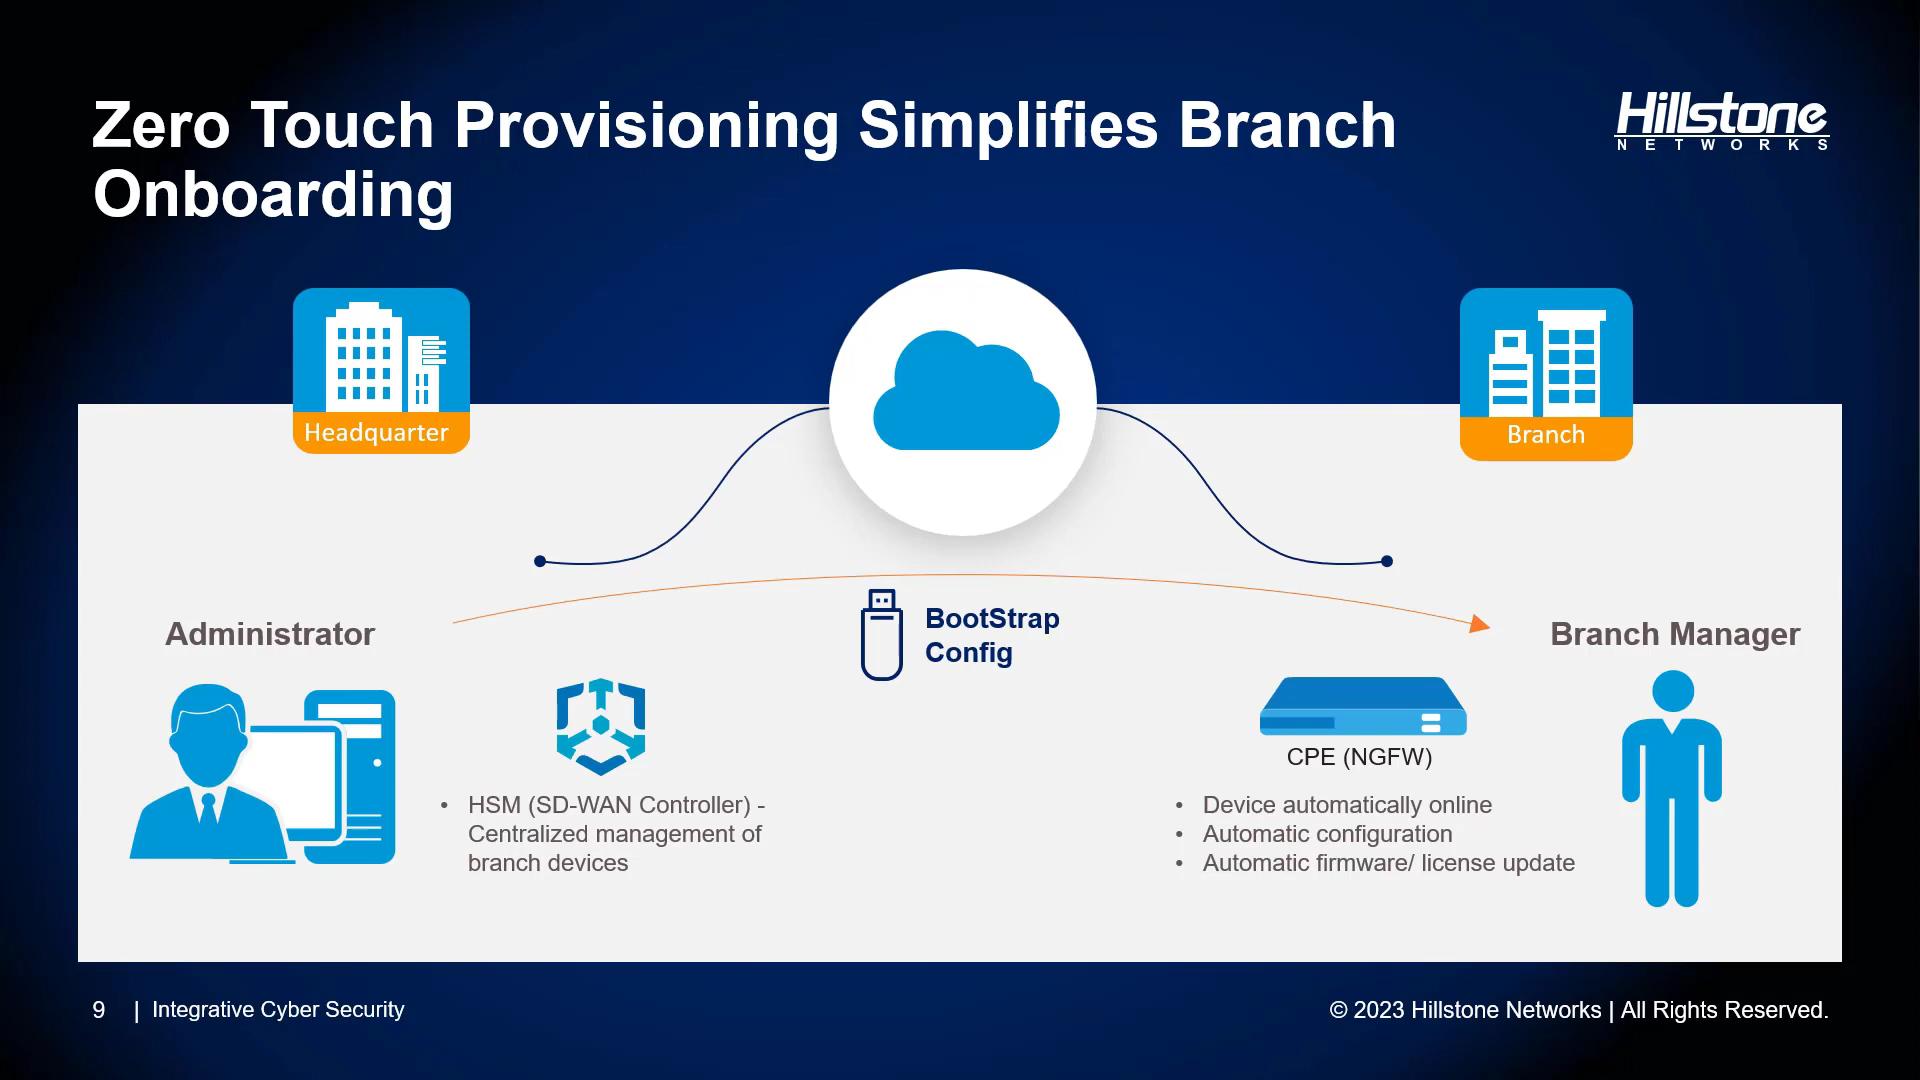 Zero Touch Provisioning Simplifies Branch
Onboarding
Hillstone
NETWORKS
Headquarter
Branch
Administrator
BootStrap
Config
Branch Manager
CPE (NGFW)
• HSM (SD-WAN Controller) -
Centralized management of
branch devices
• Device automatically online
• Automatic configuration
• Automatic firmware/ license update
9 | Integrative Cyber Security
© 2023 Hillstone Networks | All Rights Reserved.